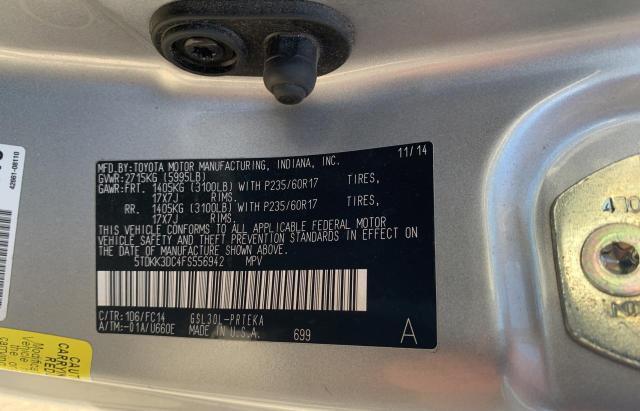 MFD.BY:TOYOTA MOTOR MANUFACTURING, INDIANA, INC. 11/14
GVWR:2715KG (5995LB)
GAWR:FRT. 1405KG (3100LB) WITH P235/60R17 TIRES,
17X7J RIMS.
RR. 1405KG (3100LB) WITH P235/60R17 TIRES,
17X7J RIMS.
THIS VEHICLE CONFORMS TO ALL APPLICABLE FEDERAL MOTOR
VEHICLE SAFETY AND THEFT PREVENTION STANDARDS IN EFFECT ON
THE DATE OF MANUFACTURE SHOWN ABOVE.
5TDKK3DC4FS556942 MPV
C/TR:1D6/FC14 GSL30L-PRTEKA
A/TM:-01A/U660E MADE IN U.S.A. 699 A
42661-08110